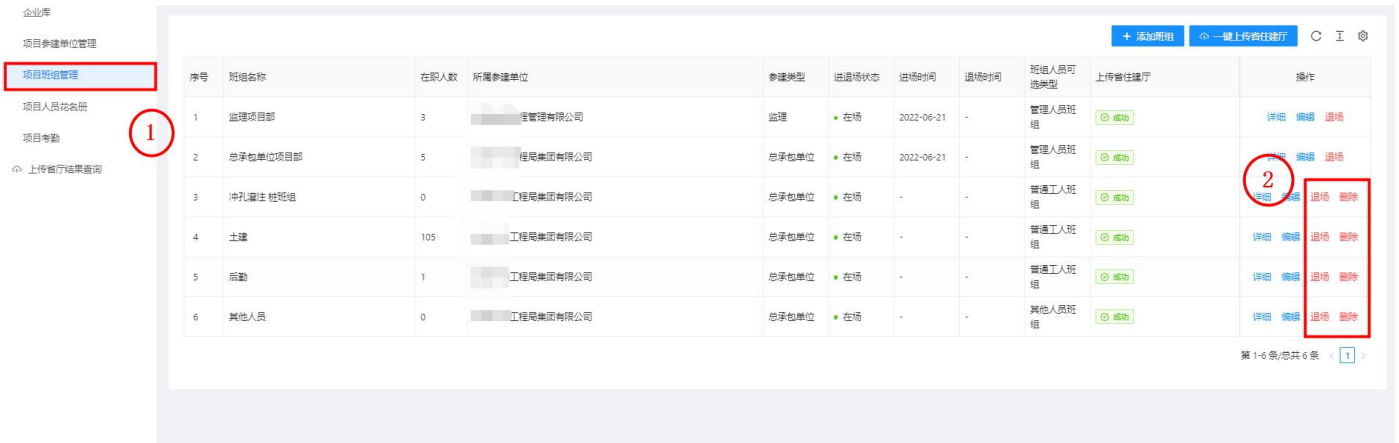 企业库
项目参建单位管理
项目班组管理
项目人员花名册
项目考勤
上传省厅结果查询
1
+ 添加班组 一键上传省住建厅
序号 班组名称 在职人数 所属参建单位 参建类型 进退场状态 进场时间 退场时间 班组人员可选类型 上传省住建厅 操作
1 监理项目部 3 程管理有限公司 监理 在场 2022-06-21 - 管理人员班组 成功 详细 编辑 退场
2 总承包单位项目部 5 程局集团有限公司 总承包单位 在场 2022-06-21 - 管理人员班组 成功 详细 编辑 退场
2
3 冲孔灌注 桩班组 0 工程局集团有限公司 总承包单位 在场 - - 普通工人班组 成功 详细 编辑 退场 删除
4 土建 105 工程局集团有限公司 总承包单位 在场 - - 普通工人班组 成功 详细 编辑 退场 删除
5 后勤 1 工程局集团有限公司 总承包单位 在场 - - 普通工人班组 成功 详细 编辑 退场 删除
6 其他人员 0 工程局集团有限公司 总承包单位 在场 - - 其他人员班组 成功 详细 编辑 退场 删除
第 1-6 条/总共 6 条 < 1 >